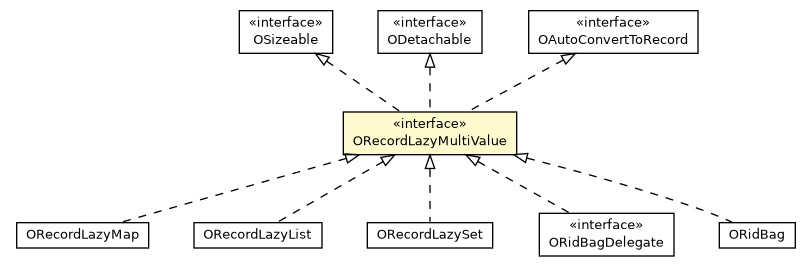 «interface»
OSizeable
«interface»
ODetachable
«interface»
OAutoConvertToRecord
«interface»
ORecordLazyMultiValue
ORecordLazyMap
ORecordLazyList
ORecordLazySet
«interface»
ORidBagDelegate
ORidBag